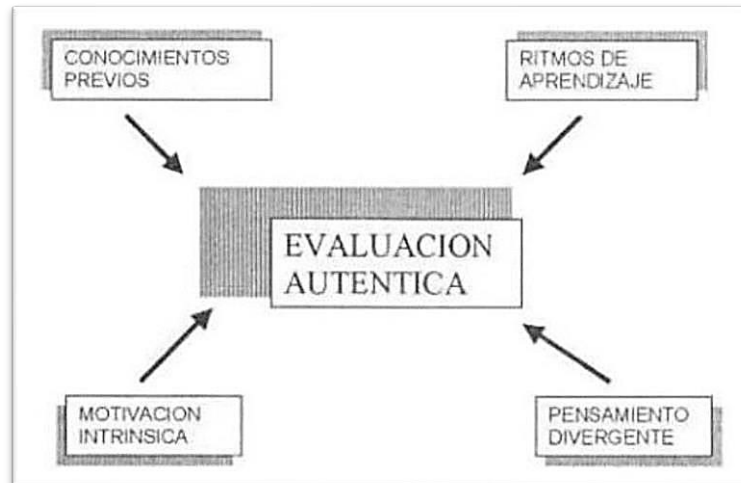 CONOCIMIENTOS
PREVIOS
RITMOS DE
APRENDIZAJE
EVALUACION
AUTENTICA
MOTIVACION
INTRINSICA
PENSAMIENTO
DIVERGENTE